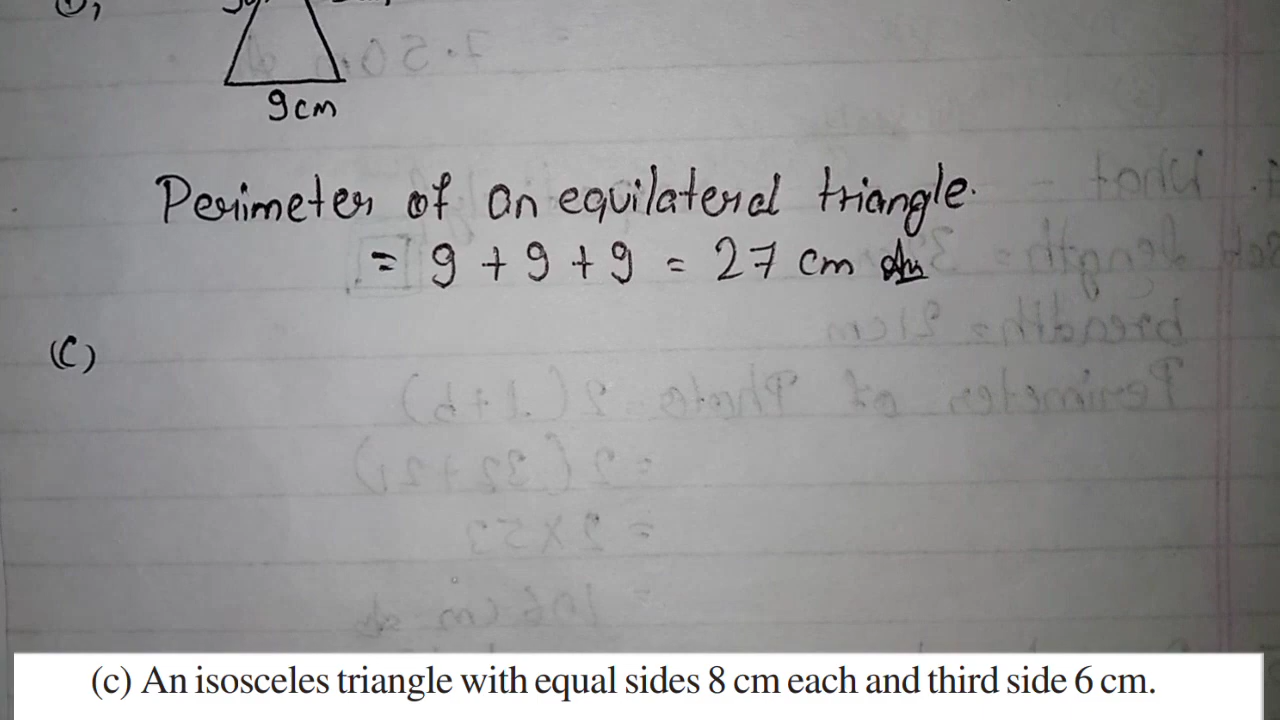 9cm
Perimeter of an equilateral triangle.
= 9 + 9 + 9 = 27 cm
(C)
(c) An isosceles triangle with equal sides 8 cm each and third side 6 cm.